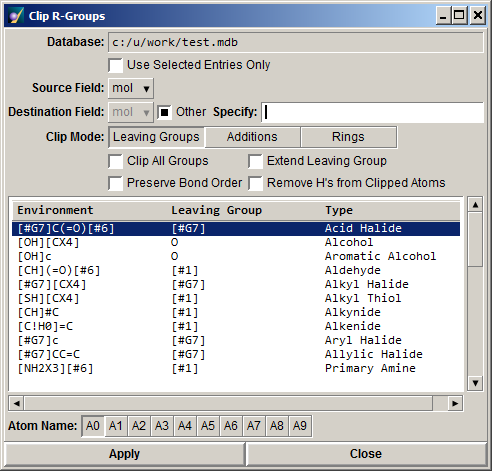 Clip R-Groups
Database: c:/u/work/test.mdb
Use Selected Entries Only
Source Field: mol
Destination Field: mol Other Specify:
Clip Mode: Leaving Groups Additions Rings
Clip All Groups Extend Leaving Group
Preserve Bond Order Remove H's from Clipped Atoms
Environment Leaving Group Type
[#G7]C(=O)[#6] [#G7] Acid Halide
[OH][CX4] O Alcohol
[OH]c O Aromatic Alcohol
[CH](=O)[#6] [#1] Aldehyde
[#G7][CX4] [#G7] Alkyl Halide
[SH][CX4] [#1] Alkyl Thiol
[CH]#C [#1] Alkynide
[C!H0]=C [#1] Alkenide
[#G7]c [#G7] Aryl Halide
[#G7]CC=C [#G7] Allylic Halide
[NH2X3][#6] [#1] Primary Amine
Atom Name: A0 A1 A2 A3 A4 A5 A6 A7 A8 A9
Apply Close